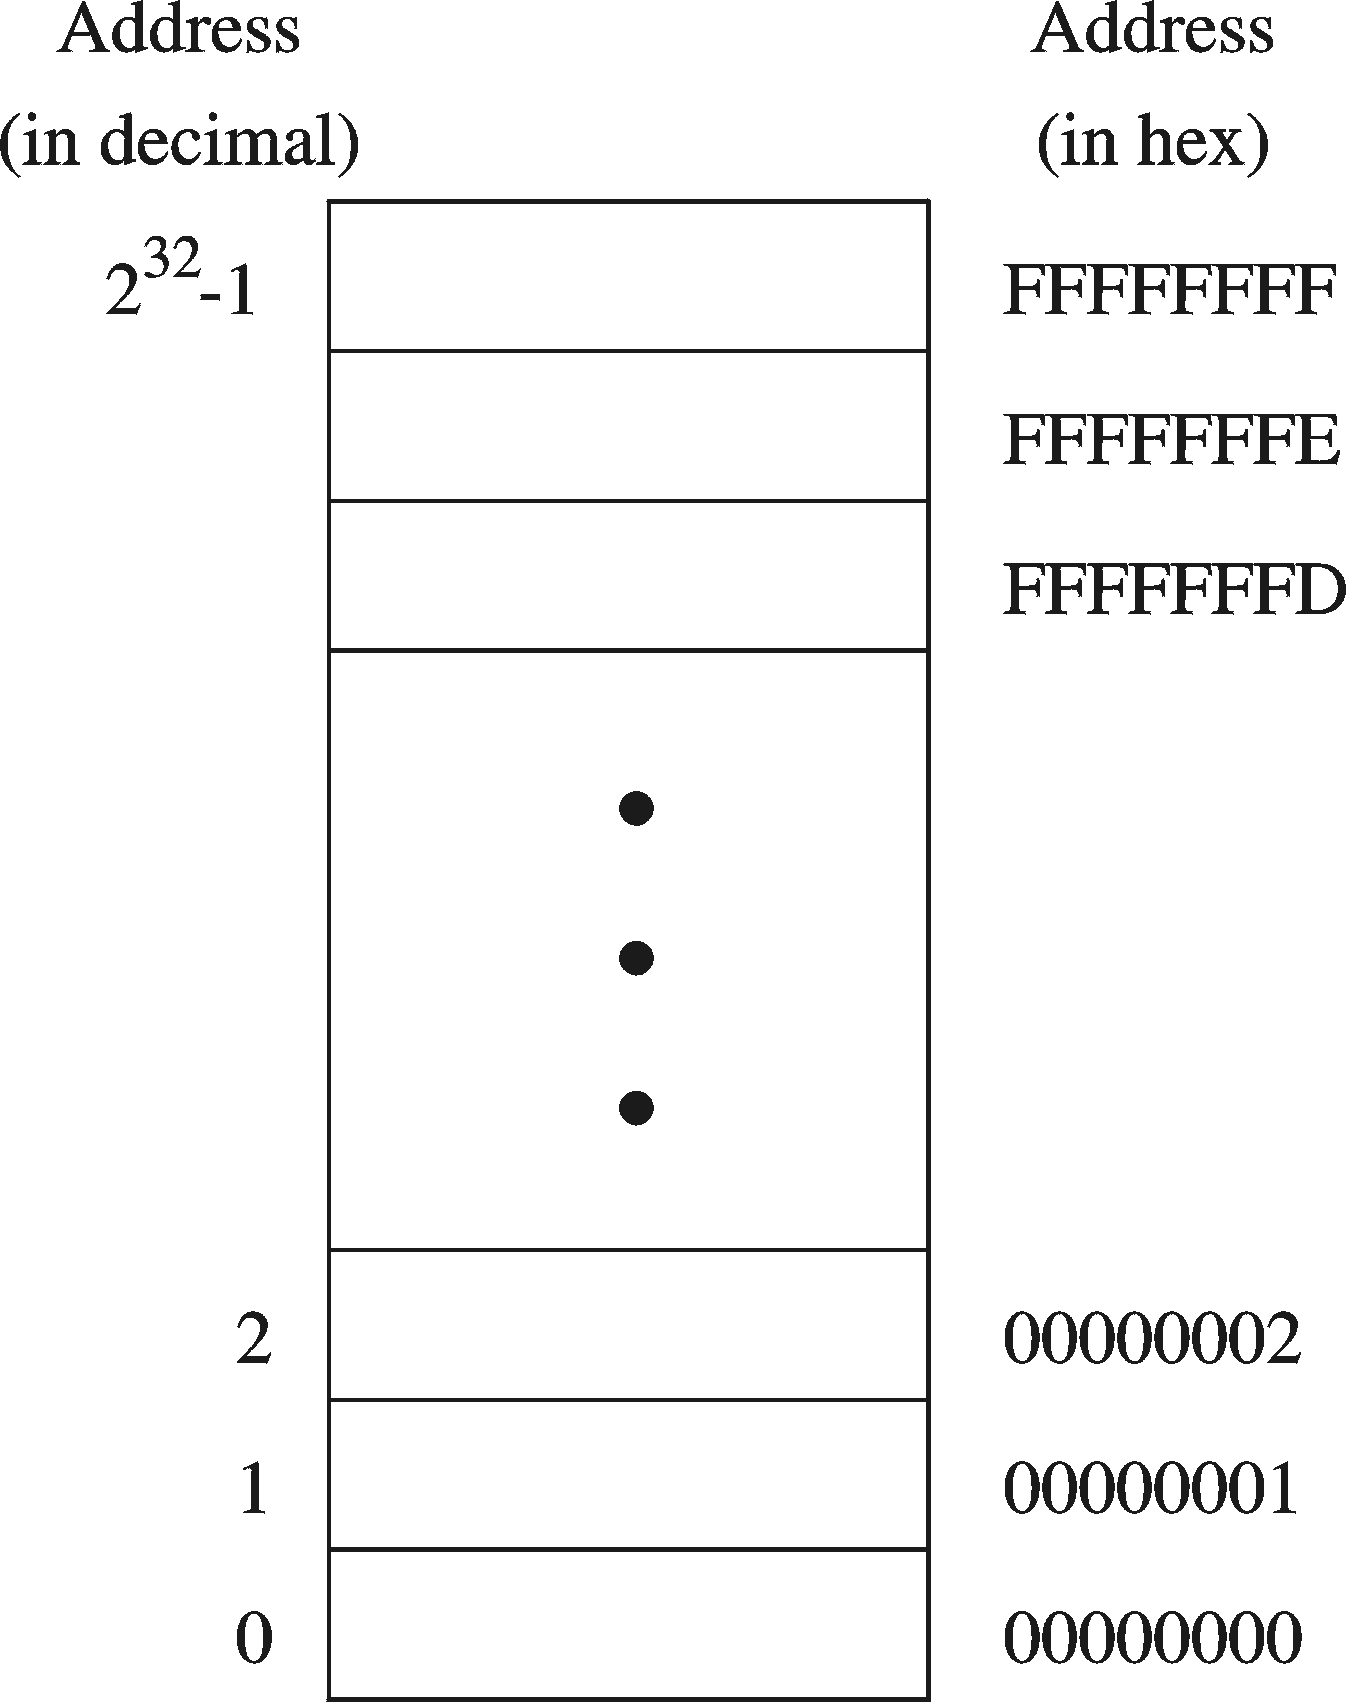 Address Address
(in decimal) (in hex)
2^32-1 FFFFFFFF
FFFFFFFE
FFFFFFFD
2 00000002
1 00000001
0 00000000